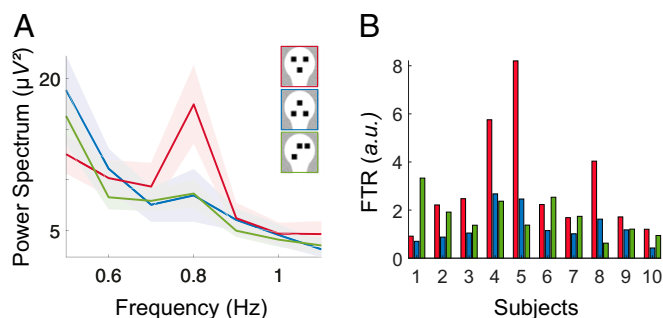 A
Power Spectrum (μV²)
20
5
0.6
0.8
1
Frequency (Hz)
B
FTR (a.u.)
8
6
4
2
0
1 2 3 4 5 6 7 8 9 10
Subjects